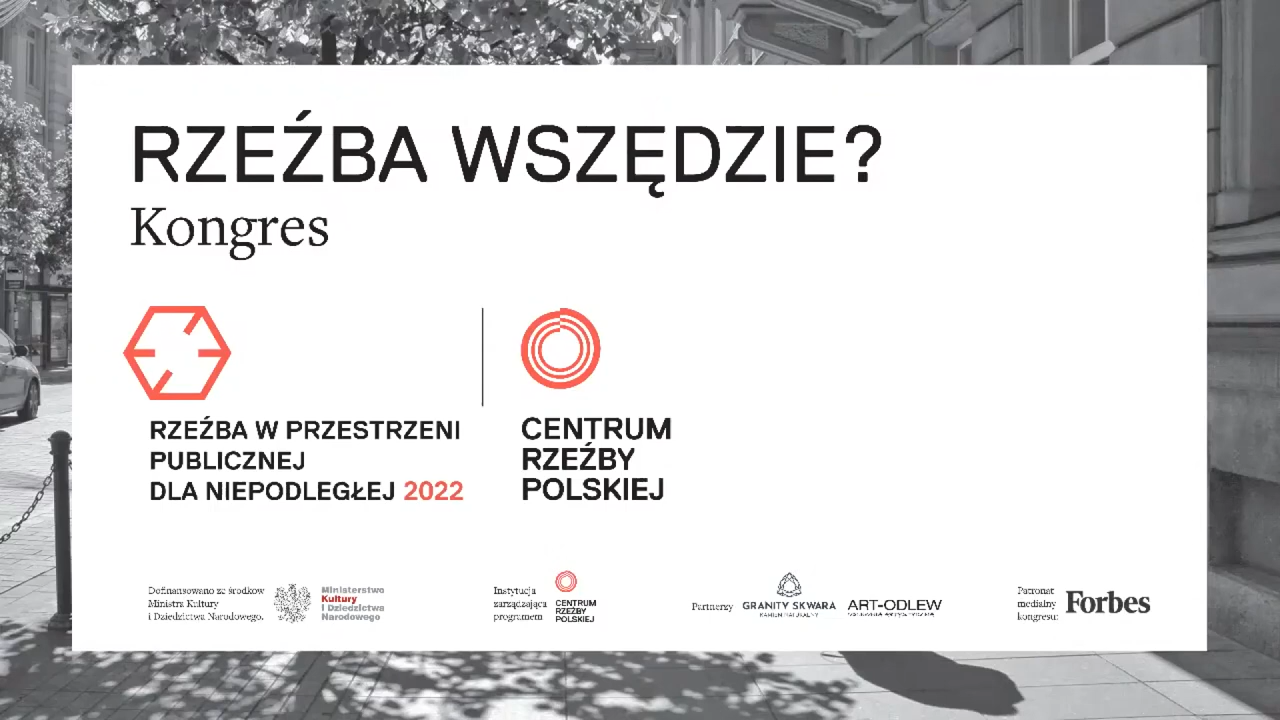 RZEŹBA WSZĘDZIE?
Kongres
RZEŹBA W PRZESTRZENI
PUBLICZNEJ
DLA NIEPODLEGŁEJ 2022
CENTRUM
RZEŹBY
POLSKIEJ
Dofinansowano ze środków
Ministra Kultury
i Dziedzictwa Narodowego.
Ministerstwo
Kultury
i Dziedzictwa
Narodowego
Instytucja
zarządzająca
programem
CENTRUM
RZEŹBY
POLSKIEJ
Partnerzy
GRANITY SKWARA
KAMIEŃ NATURALNY
ART-ODLEW
Patronat
medialny
kongresu:
Forbes